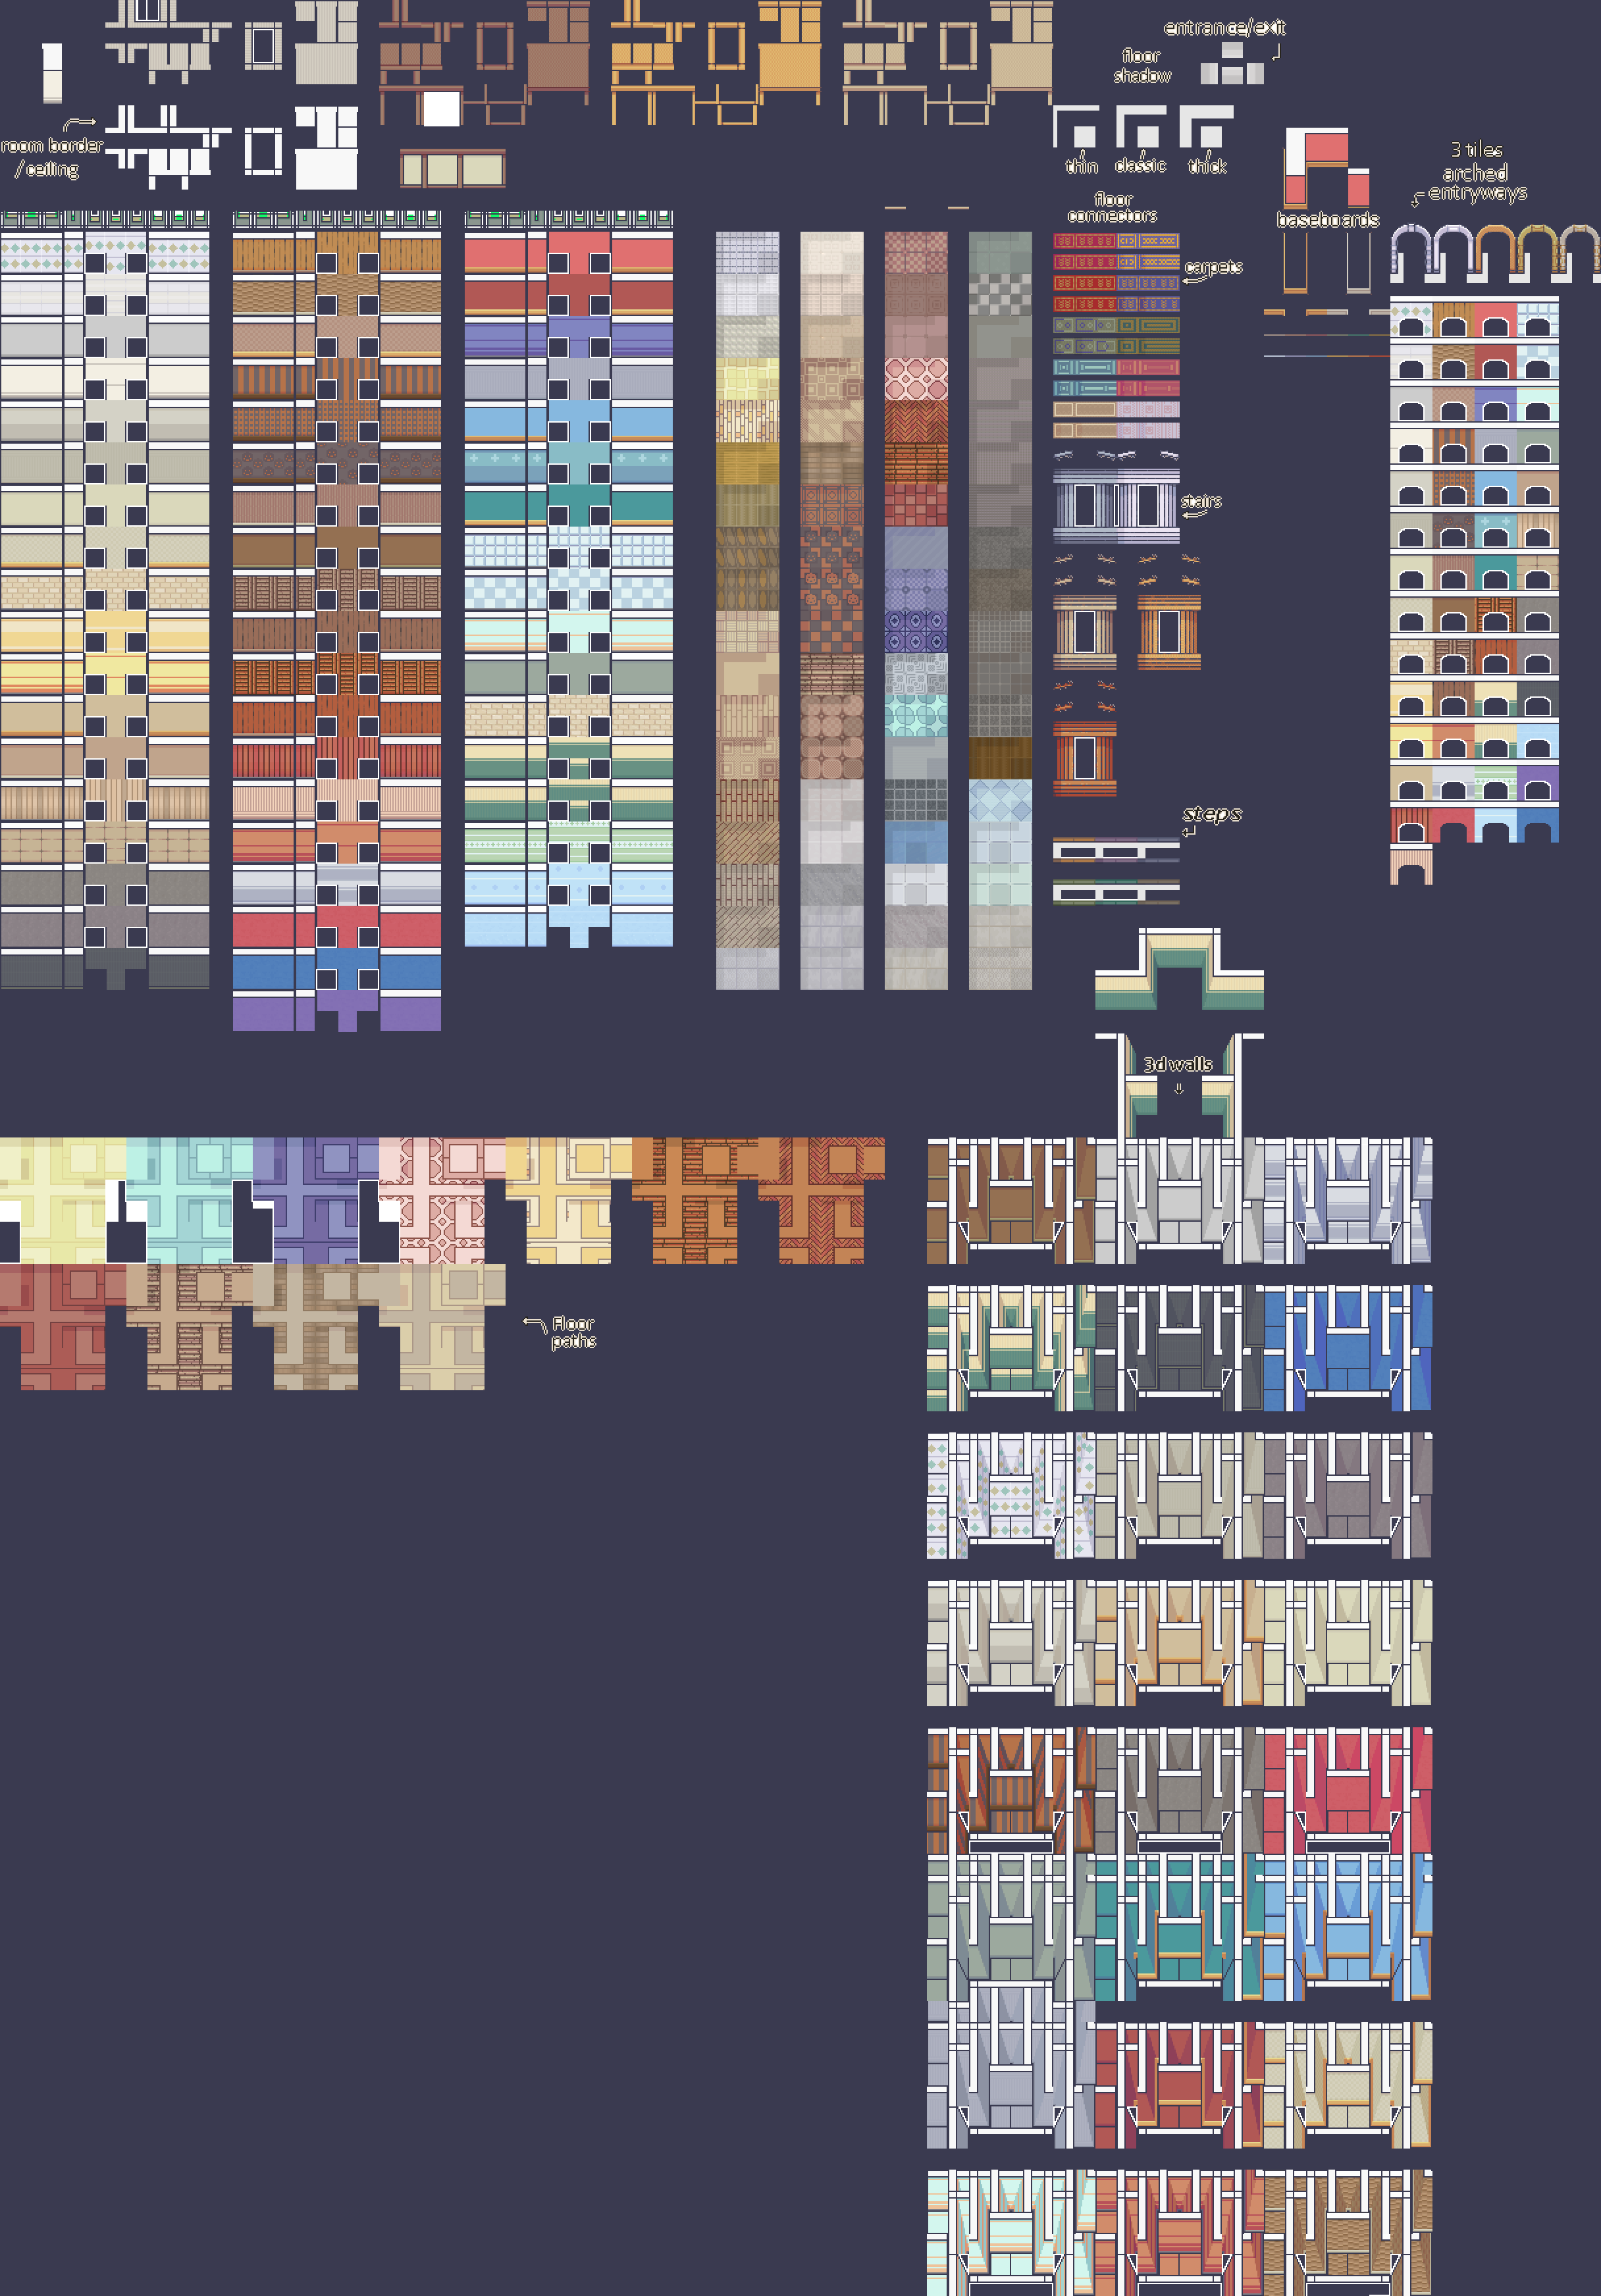 entrance/exit
floor
shadow
room border
/ceiling
thin
classic
thick
3 tiles
arched
entryways
floor
connectors
baseboards
carpets
stairs
steps
3d walls
Floor
paths